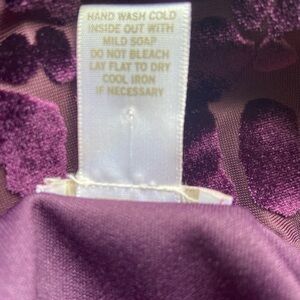 HAND WASH COLD
INSIDE OUT WITH
MILD SOAP
DO NOT BLEACH
LAY FLAT TO DRY
COOL IRON
IF NECESSARY